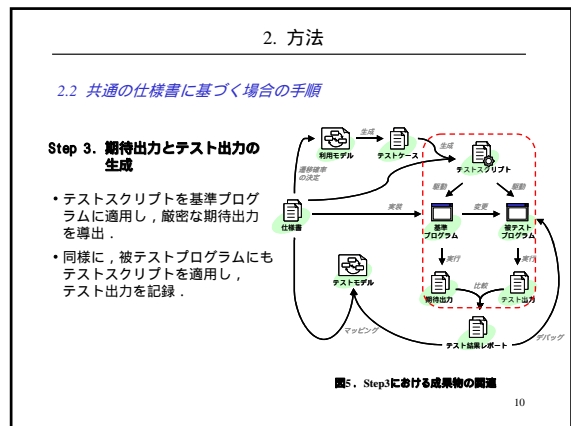 2. 方法
2.2 共通の仕様書に基づく場合の手順
Step 3. 期待出力とテスト出力の
生成
• テストスクリプトを基準プログ
ラムに適用し，厳密な期待出力
を導出．
• 同様に，被テストプログラムにも
テストスクリプトを適用し，
テスト出力を記録．
生成
利用モデル
テストケース
生成
テストスクリプト
遷移確率
の決定
駆動
駆動
仕様書
実装
変更
基準
プログラム
被テスト
プログラム
実行
実行
テストモデル
期待出力
比較
テスト出力
マッピング
テスト結果レポート
デバッグ
図5．Step3における成果物の関連
10